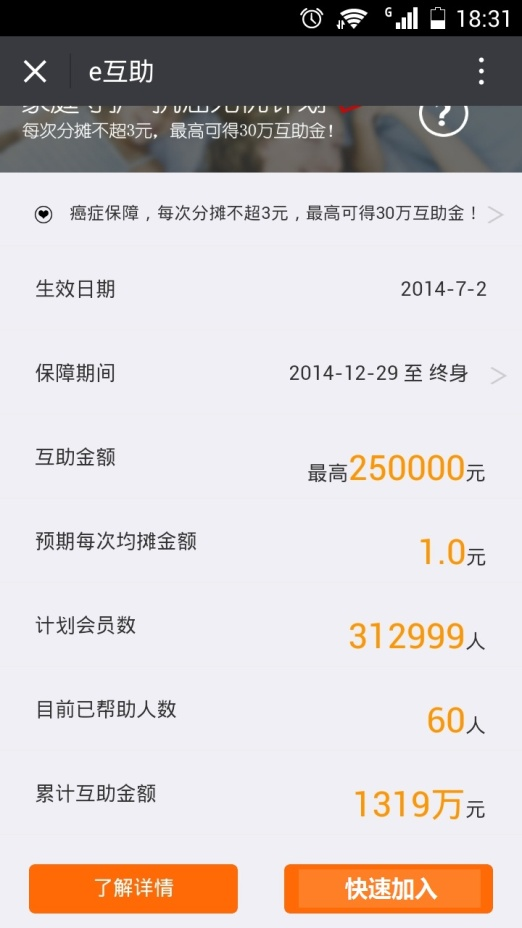 G 18:31
e互助
每次分摊不超3元，最高可得30万互助金！
?
癌症保障，每次分摊不超3元，最高可得30万互助金！
生效日期 2014-7-2
保障期间 2014-12-29 至 终身
互助金额 最高250000元
预期每次均摊金额 1.0元
计划会员数 312999人
目前已帮助人数 60人
累计互助金额 1319万元
了解详情 快速加入